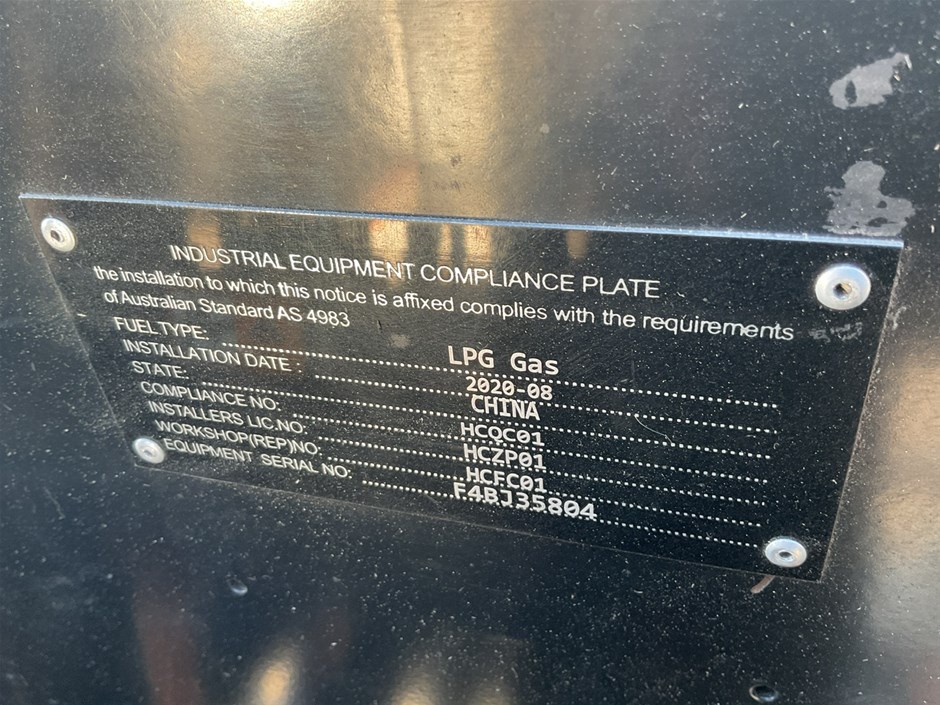 INDUSTRIAL EQUIPMENT COMPLIANCE PLATE
the installation to which this notice is affixed complies with the requirements
of Australian Standard AS 4983
FUEL TYPE: LPG Gas
INSTALLATION DATE : 2020-08
STATE: CHINA
COMPLIANCE NO: HCQC01
INSTALLERS LIC.NO: HCZP01
WORKSHOP(REP)NO: HCFC01
EQUIPMENT SERIAL NO: F4BJ35804